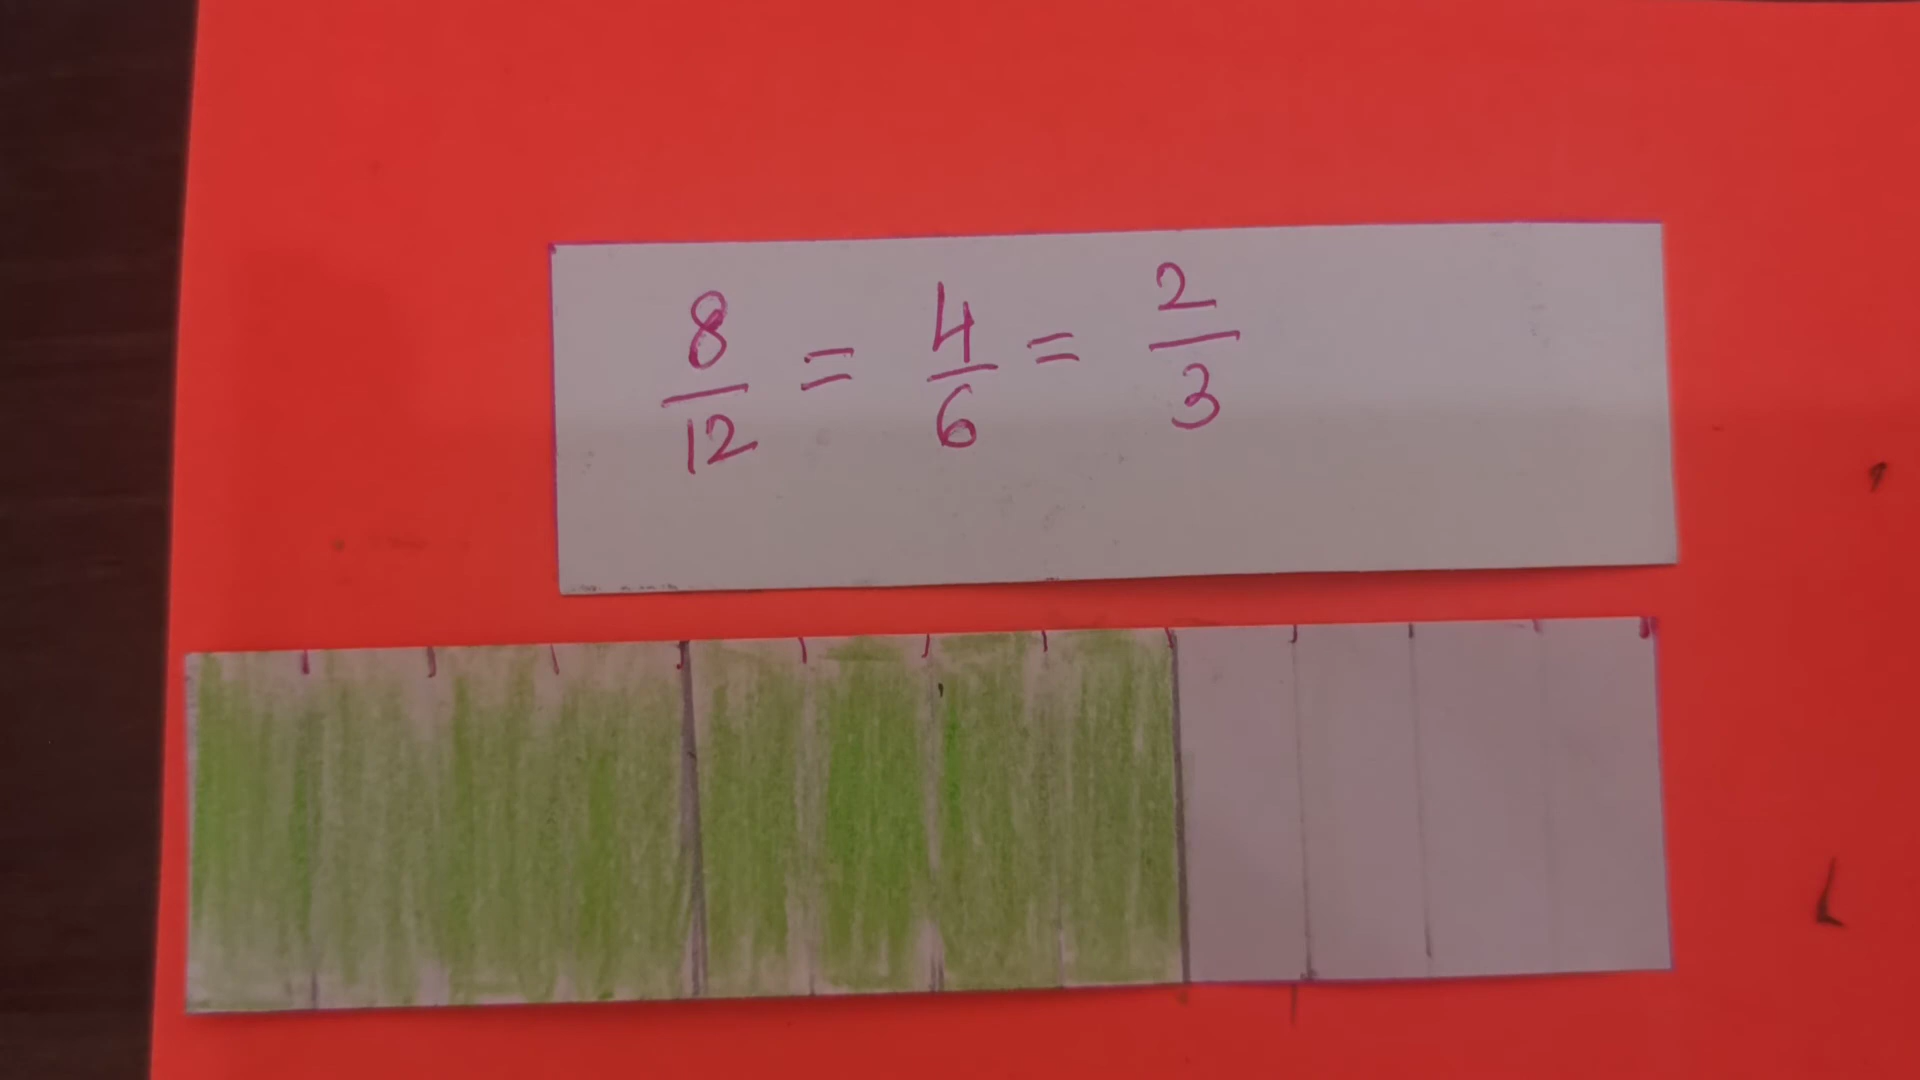 8/12 = 4/6 = 2/3